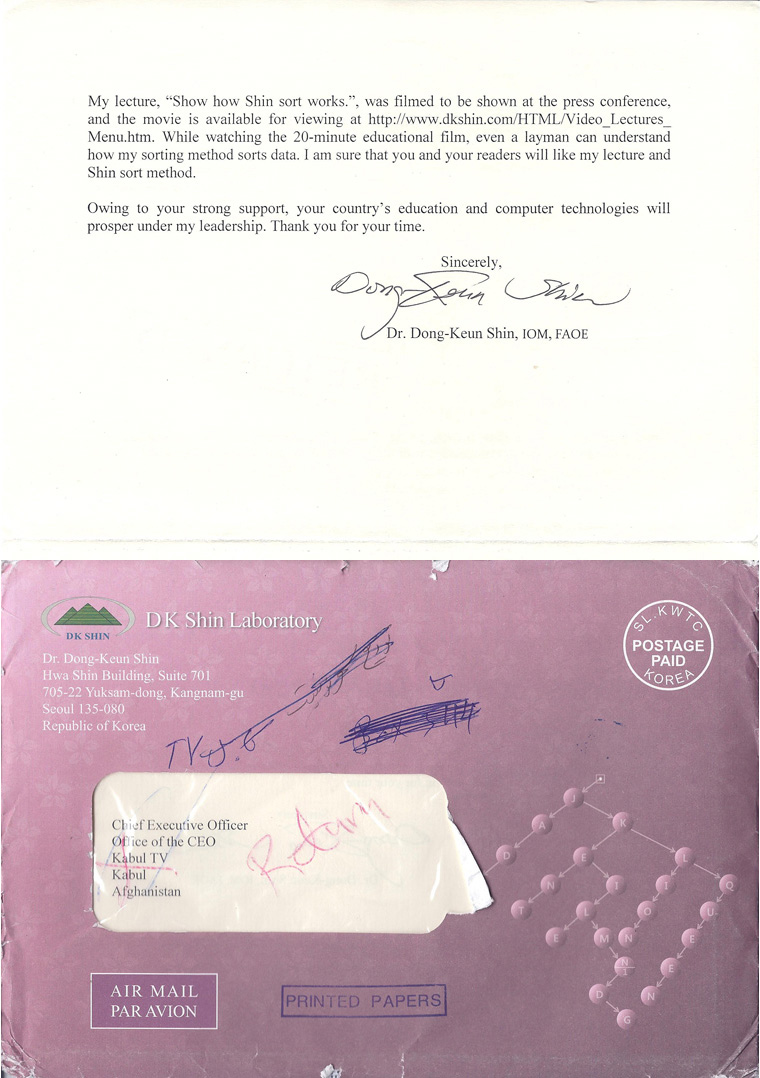 My lecture, “Show how Shin sort works.”, was filmed to be shown at the press conference,
and the movie is available for viewing at http://www.dkshin.com/HTML/Video_Lectures_
Menu.htm. While watching the 20-minute educational film, even a layman can understand
how my sorting method sorts data. I am sure that you and your readers will like my lecture and
Shin sort method.
Owing to your strong support, your country’s education and computer technologies will
prosper under my leadership. Thank you for your time.
Sincerely,
Dong-Keun Shin
Dr. Dong-Keun Shin, IOM, FAOE
DK SHIN
DK Shin Laboratory
SL.KWTC
POSTAGE
PAID
KOREA
Dr. Dong-Keun Shin
Hwa Shin Building, Suite 701
705-22 Yuksam-dong, Kangnam-gu
Seoul 135-080
Republic of Korea
Chief Executive Officer
Office of the CEO
Kabul TV
Kabul
Afghanistan
Return
J
A K
D E L
N I I Q
T L O U
E M N E
N I E
D N
G
AIR MAIL
PAR AVION
PRINTED PAPERS